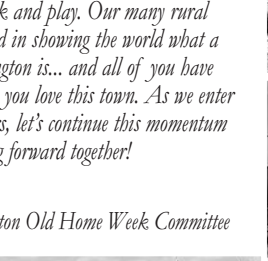 k and play. Our many rural
d in showing the world what a
gton is... and all of you have
you love this town. As we enter
s, let's continue this momentum
g forward together!
ton Old Home Week Committee